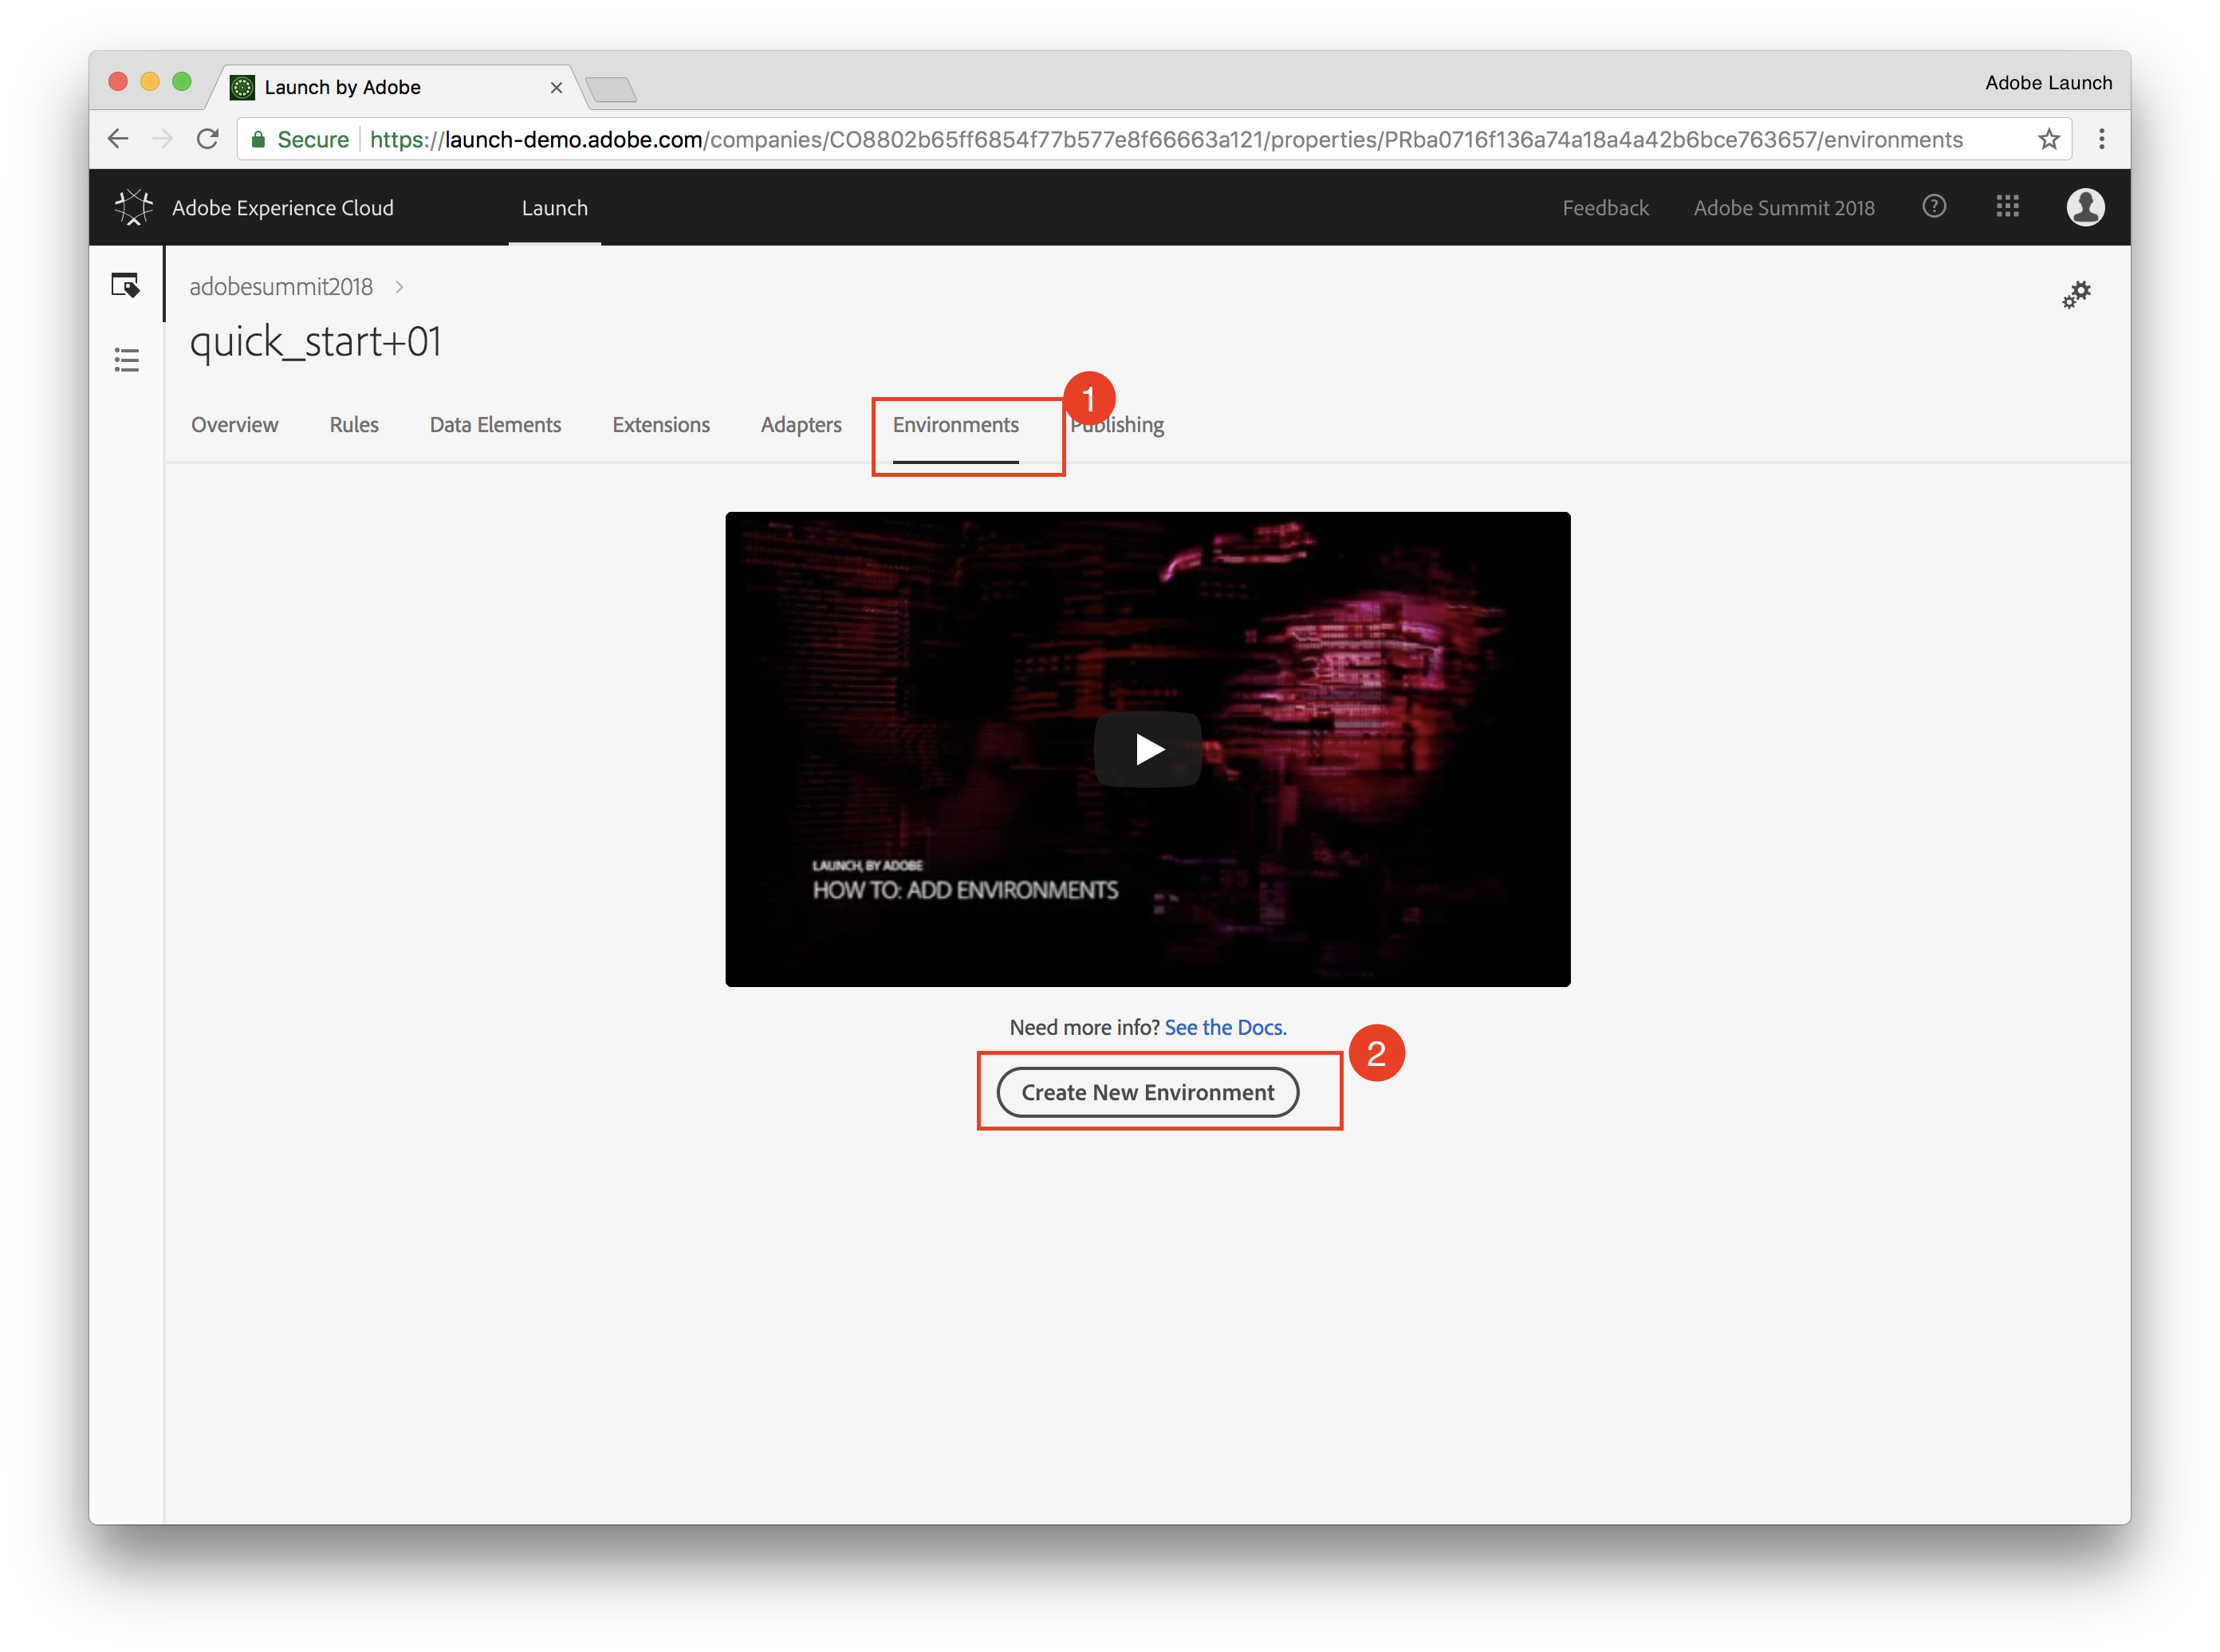 Launch by Adobe
Adobe Launch
Secure https://launch-demo.adobe.com/companies/CO8802b65ff6854f77b577e8f66663a121/properties/PRba0716f136a74a18a4a42b6bce763657/environments
Adobe Experience Cloud Launch Feedback Adobe Summit 2018
adobesummit2018
quick_start+01
1
Overview Rules Data Elements Extensions Adapters Environments Publishing
LAUNCH, BY ADOBE
HOW TO: ADD ENVIRONMENTS
Need more info? See the Docs.
2
Create New Environment